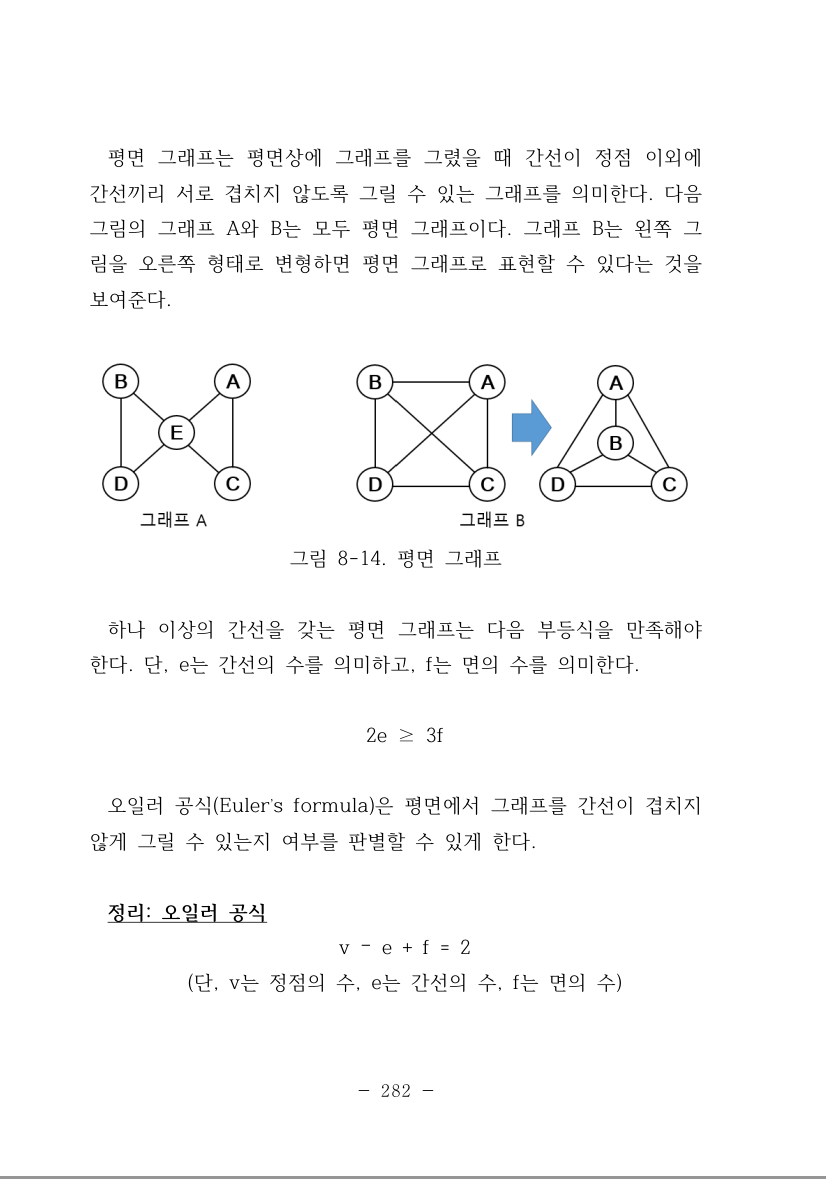 평면 그래프는 평면상에 그래프를 그렸을 때 간선이 정점 이외에
간선끼리 서로 겹치지 않도록 그릴 수 있는 그래프를 의미한다. 다음
그림의 그래프 A와 B는 모두 평면 그래프이다. 그래프 B는 왼쪽 그
림을 오른쪽 형태로 변형하면 평면 그래프로 표현할 수 있다는 것을
보여준다.
B A B A A
E B
D C D C D C
그래프 A 그래프 B
그림 8-14. 평면 그래프
하나 이상의 간선을 갖는 평면 그래프는 다음 부등식을 만족해야
한다. 단, e는 간선의 수를 의미하고, f는 면의 수를 의미한다.
2e ≥ 3f
오일러 공식(Euler's formula)은 평면에서 그래프를 간선이 겹치지
않게 그릴 수 있는지 여부를 판별할 수 있게 한다.
정리: 오일러 공식
v - e + f = 2
(단, v는 정점의 수, e는 간선의 수, f는 면의 수)
- 282 -